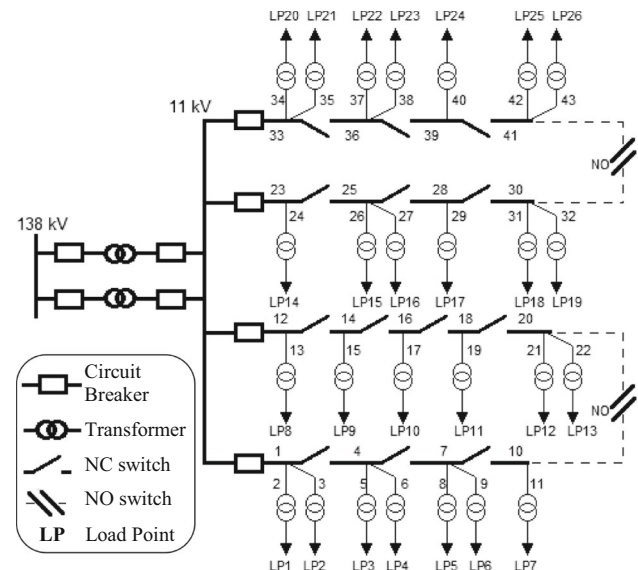 LP20 LP21 LP22 LP23 LP24 LP25 LP26
34 35 37 38 40 42 43
11 kV
33 36 39 41
NO
23 25 28 30
24 26 27 29 31 32
138 kV
LP14 LP15 LP16 LP17 LP18 LP19
12 14 16 18 20
13 15 17 19 21 22
NO
LP8 LP9 LP10 LP11 LP12 LP13
1 4 7 10
2 3 5 6 8 9 11
LP1 LP2 LP3 LP4 LP5 LP6 LP7
Circuit
Breaker
Transformer
NC switch
NO switch
LP Load Point